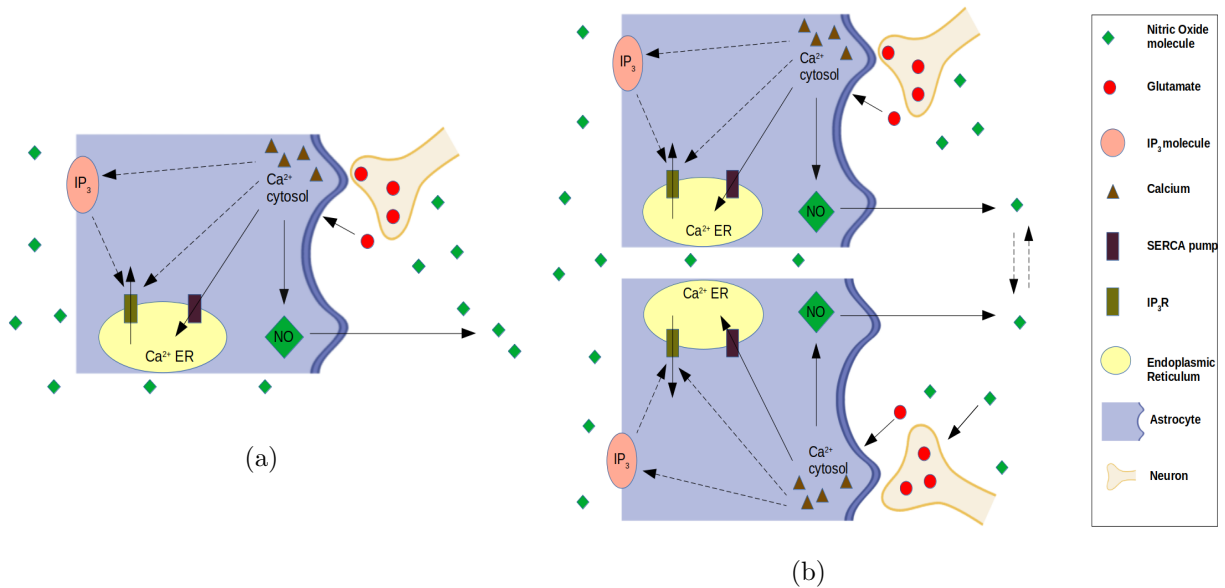 IP₃
Ca²⁺
cytosol
NO
Ca²⁺ ER
(a)
IP₃
Ca²⁺
cytosol
NO
Ca²⁺ ER
Ca²⁺ ER
NO
IP₃
Ca²⁺
cytosol
(b)
Nitric Oxide
molecule
Glutamate
IP₃ molecule
Calcium
SERCA pump
IP₃R
Endoplasmic
Reticulum
Astrocyte
Neuron